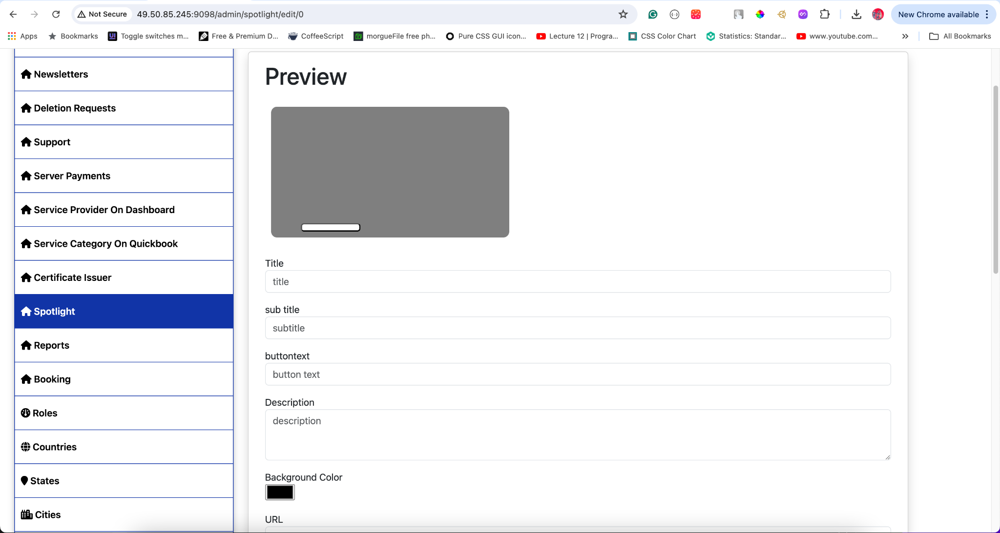 Not Secure 49.50.85.245:9098/admin/spotlight/edit/0 New Chrome available
Apps Bookmarks UI Toggle switches m... Free & Premium D... CoffeeScript morgueFile free ph... Pure CSS GUI icon... Lecture 12 | Progra... CSS Color Chart Statistics: Standar... www.youtube.com... All Bookmarks
Newsletters
Deletion Requests
Support
Server Payments
Service Provider On Dashboard
Service Category On Quickbook
Certificate Issuer
Spotlight
Reports
Booking
Roles
Countries
States
Cities
Preview
Title
title
sub title
subtitle
buttontext
button text
Description
description
Background Color
URL